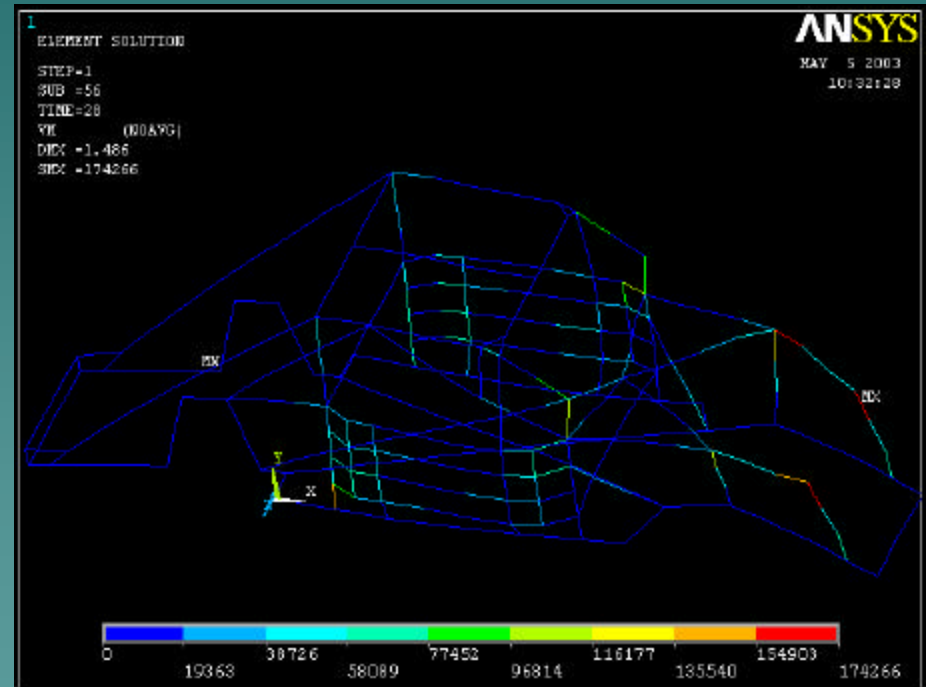 1
ELEMENT SOLUTION
STEP=1
SUB =56
TIME=28
(NOAVG)
DMX =1.486
SMX =174266
ANSYS
MAY 5 2003
10:32:28
MX
Y
X
0
19363
38726
58089
77452
96814
116177
135540
154903
174266